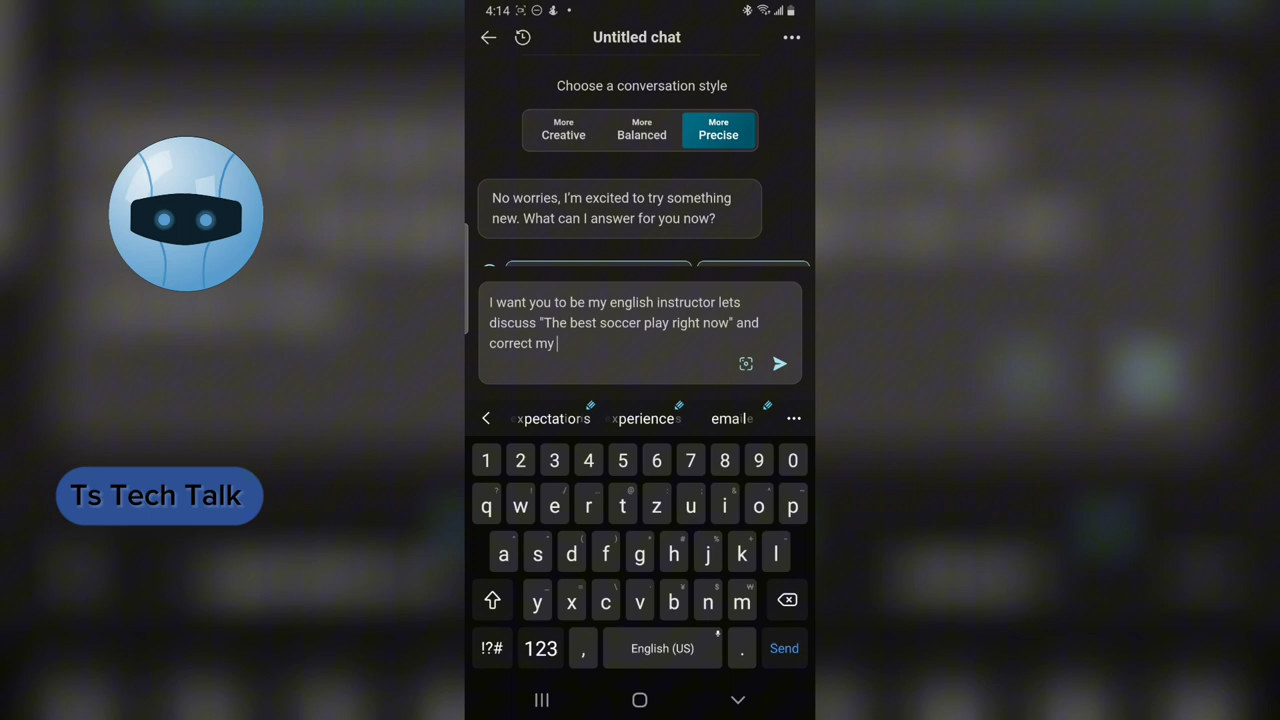 4:14
Untitled chat
Choose a conversation style
More
Creative
More
Balanced
More
Precise
No worries, I'm excited to try something
new. What can I answer for you now?
I want you to be my english instructor lets
discuss "The best soccer play right now" and
correct my
expectations experiences emaile
1 2 3 4 5 6 7 8 9 0
q w e r t z u i o p
a s d f g h j k l
y x c v b n m
!?# 123 , English (US) . Send
Ts Tech Talk